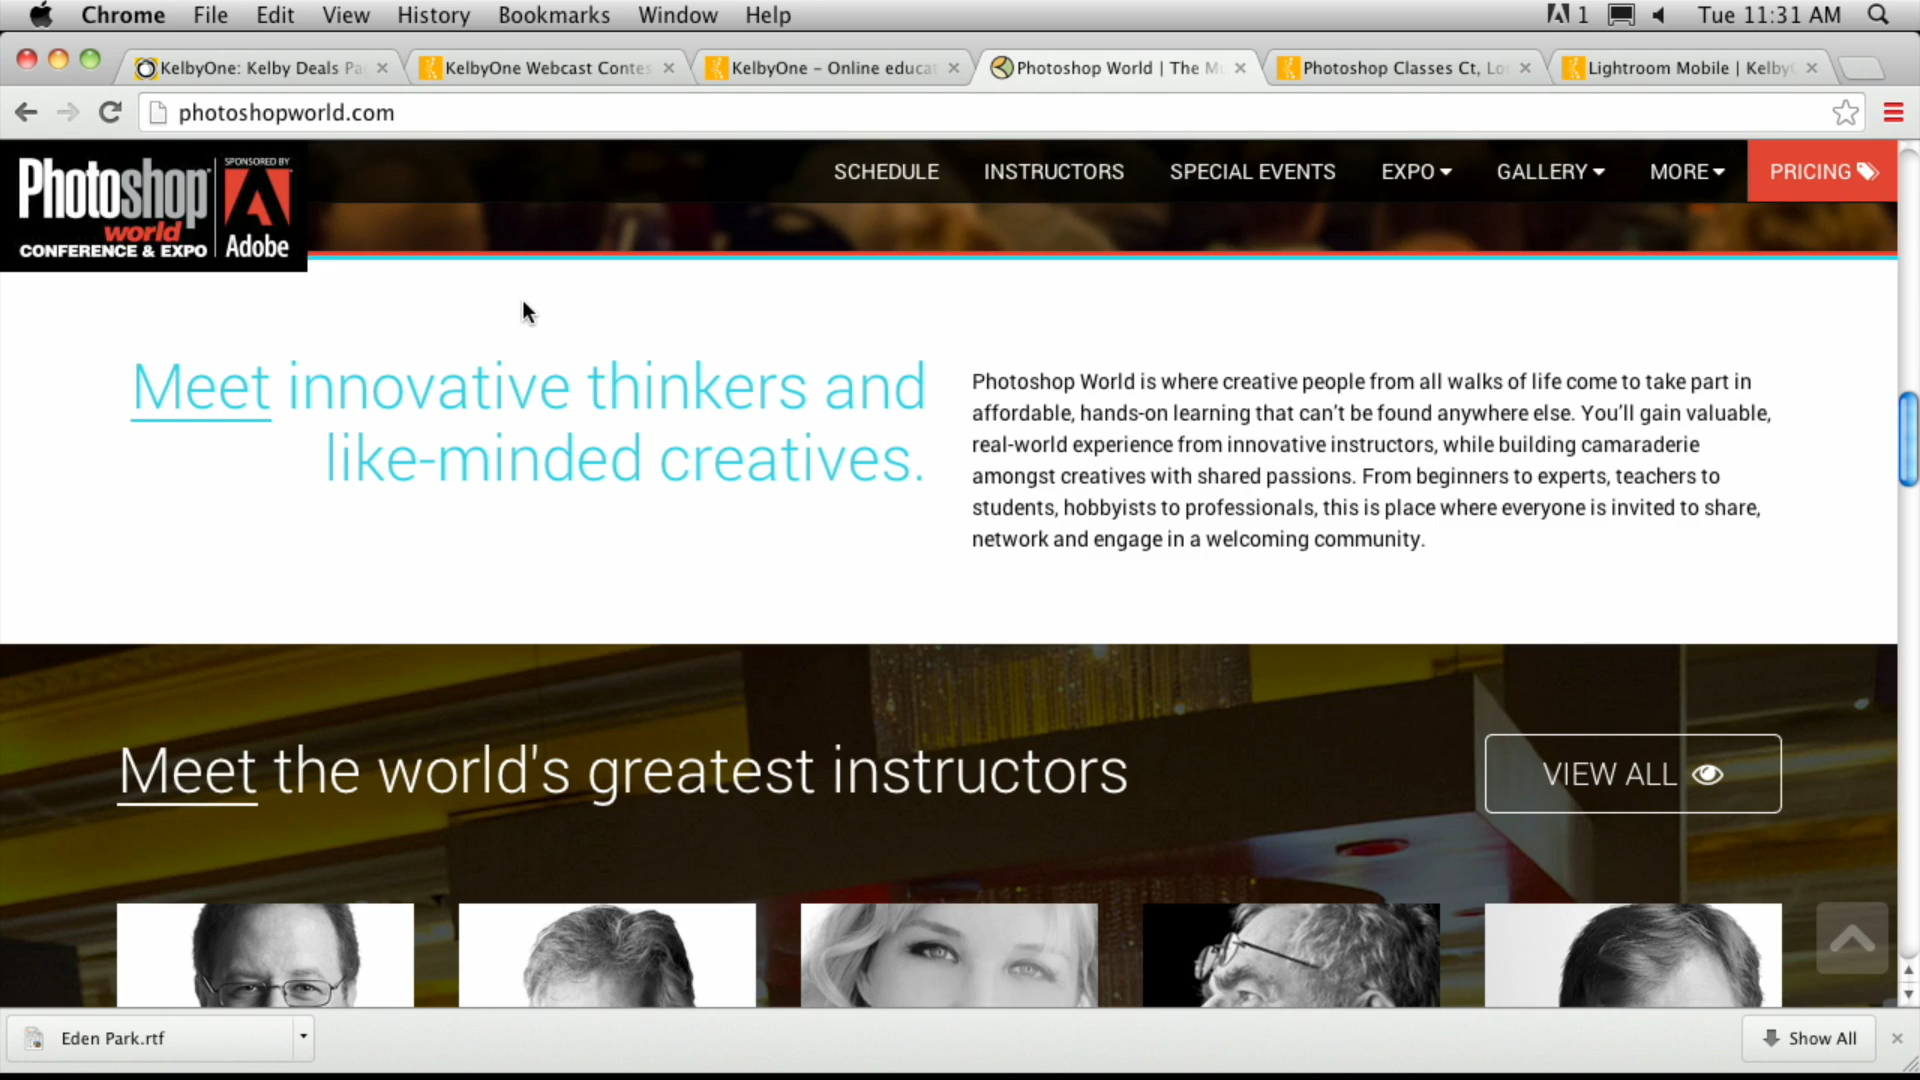 Chrome File Edit View History Bookmarks Window Help 1 Tue 11:31 AM
KelbyOne: Kelby Deals Pa KelbyOne Webcast Contes KelbyOne – Online educat Photoshop World | The Mu Photoshop Classes Ct, Lo Lightroom Mobile | Kelby
photoshopworld.com
Photoshop world CONFERENCE & EXPO SPONSORED BY Adobe
SCHEDULE INSTRUCTORS SPECIAL EVENTS EXPO GALLERY MORE PRICING
Meet innovative thinkers and
like-minded creatives.
Photoshop World is where creative people from all walks of life come to take part in
affordable, hands-on learning that can't be found anywhere else. You'll gain valuable,
real-world experience from innovative instructors, while building camaraderie
amongst creatives with shared passions. From beginners to experts, teachers to
students, hobbyists to professionals, this is place where everyone is invited to share,
network and engage in a welcoming community.
Meet the world's greatest instructors
VIEW ALL
Eden Park.rtf
Show All